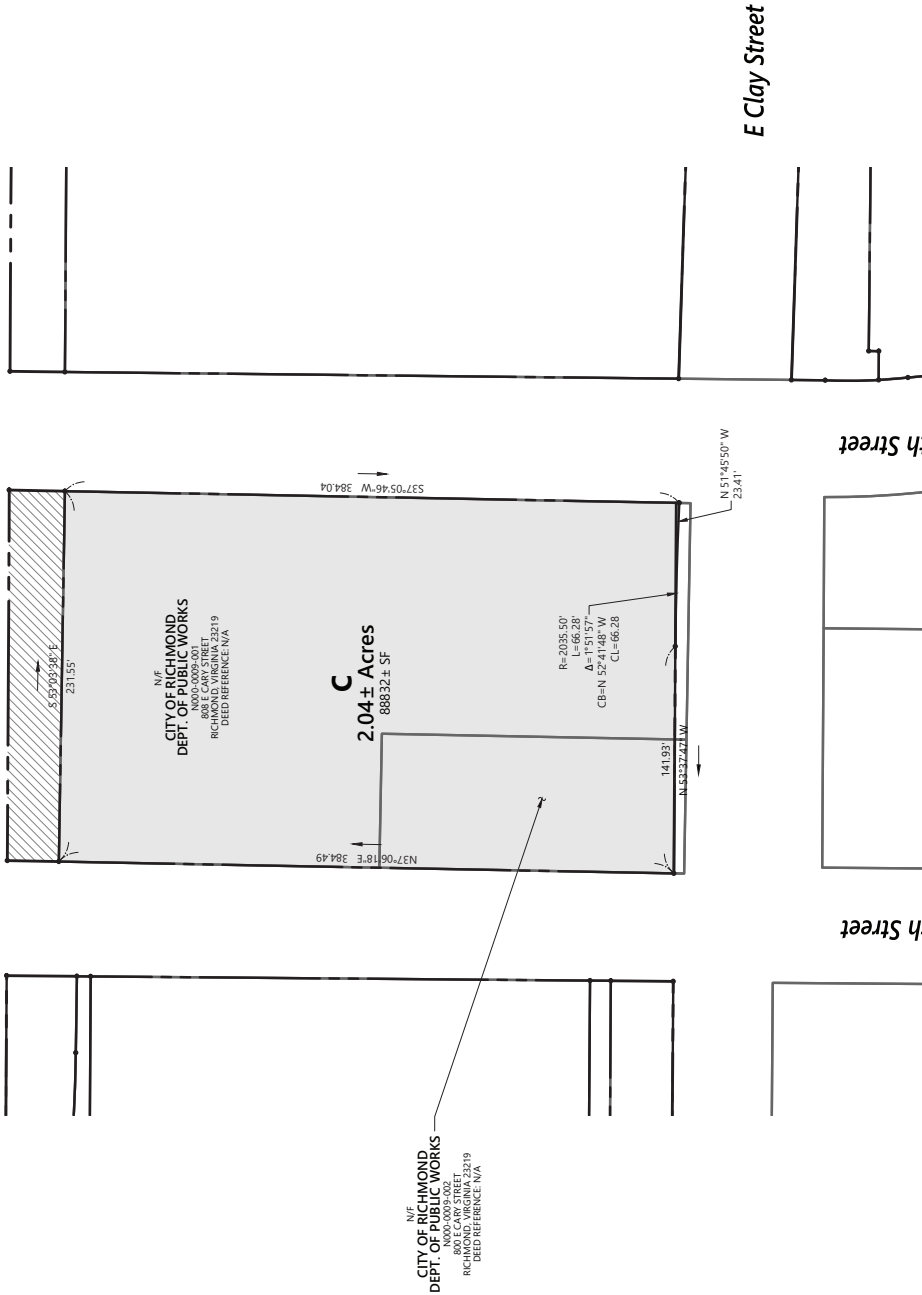 E Clay Street
th Street
th Street
S 53°03'38" E
231.55'
S37°05'46"W 384.04
N/F
CITY OF RICHMOND
DEPT. OF PUBLIC WORKS
N000-0009-001
808 E CARY STREET
RICHMOND, VIRGINIA 23219
DEED REFERENCE: N/A
C
2.04± Acres
88832± SF
R=2035.50'
L=66.28'
Δ=1°51'57"
CB=N 52°41'48" W
CL=66.28
N 51°45'50" W
23.41'
141.93'
N 53°37'47" W
N37°06'18"E 384.49
N/F
CITY OF RICHMOND
DEPT. OF PUBLIC WORKS
N000-0009-002
800 E CARY STREET
RICHMOND, VIRGINIA 23219
DEED REFERENCE: N/A